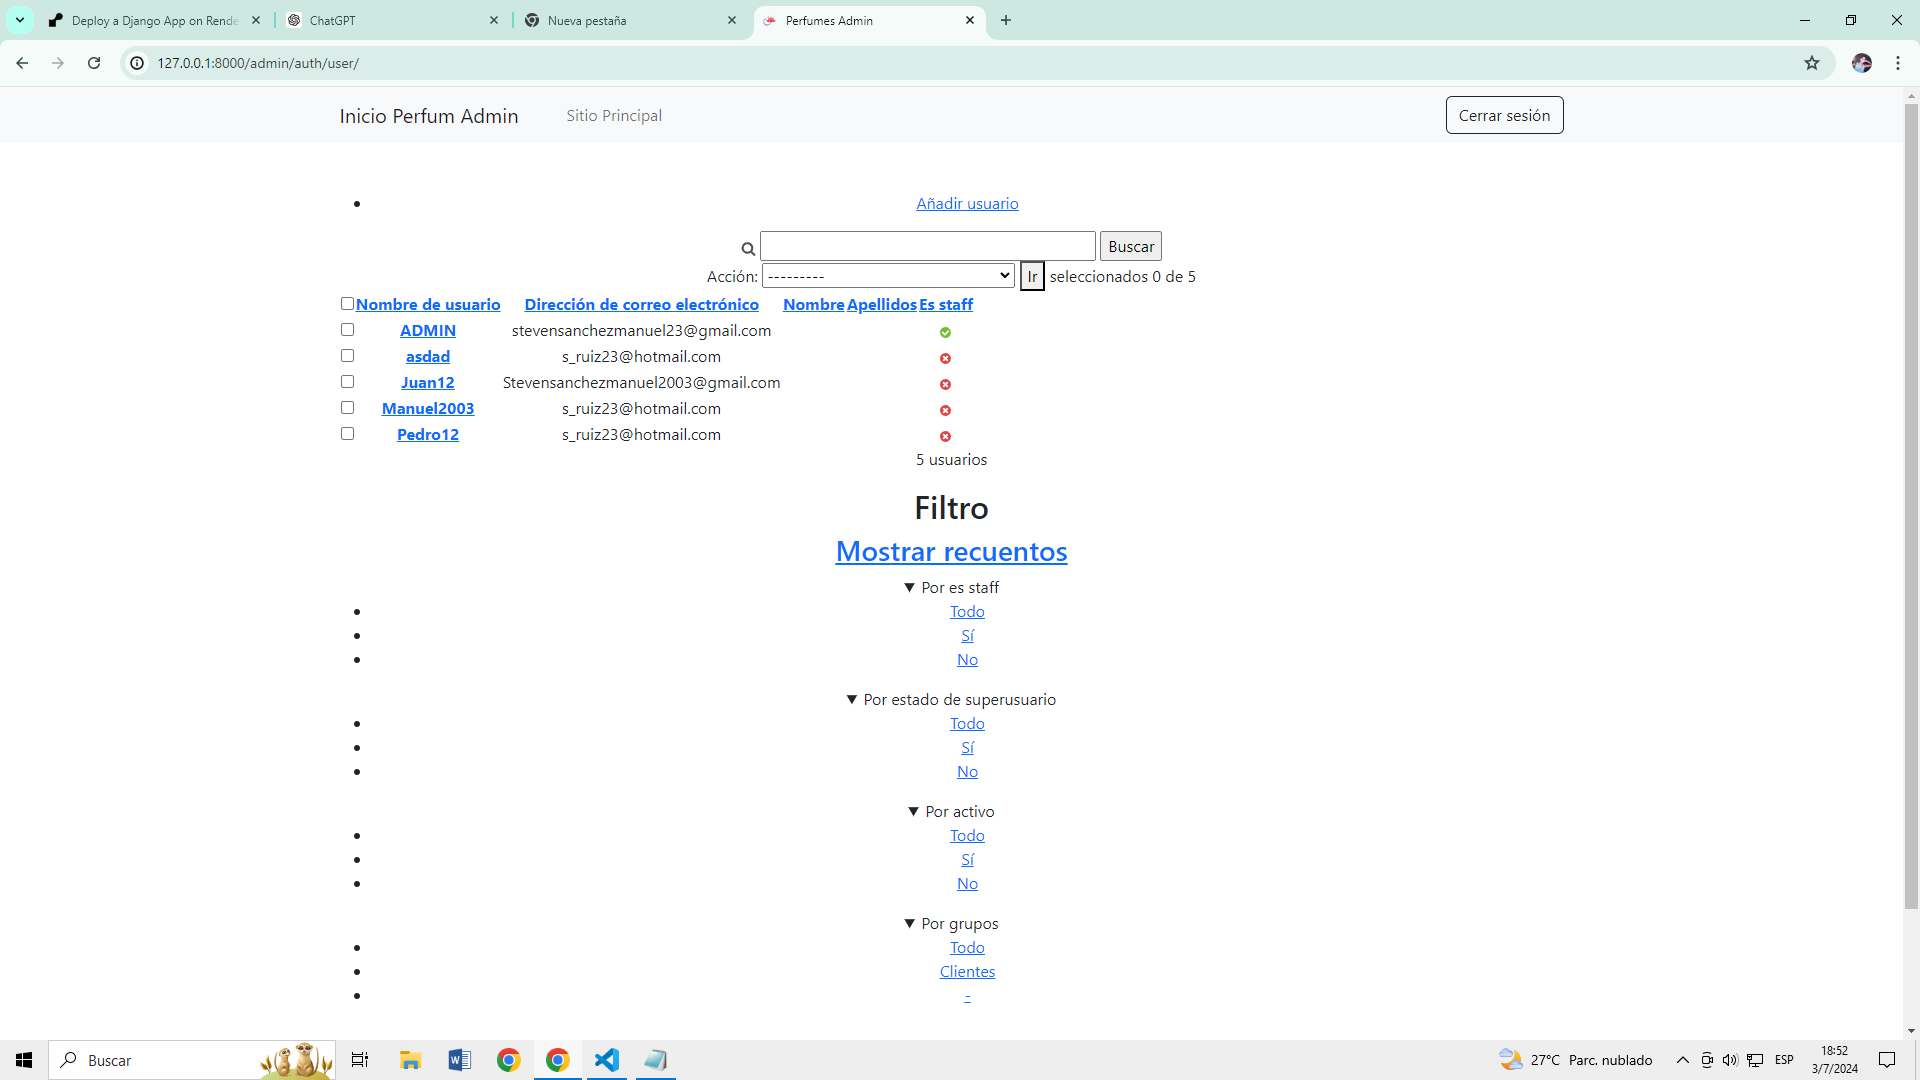 Deploy a Django App on Rende
ChatGPT
Nueva pestaña
Perfumes Admin
127.0.0.1:8000/admin/auth/user/
Inicio Perfum Admin Sitio Principal Cerrar sesión
Añadir usuario
Buscar
Acción: --------- Ir seleccionados 0 de 5
Nombre de usuario Dirección de correo electrónico Nombre Apellidos Es staff
ADMIN stevensanchezmanuel23@gmail.com
asdad s_ruiz23@hotmail.com
Juan12 Stevensanchezmanuel2003@gmail.com
Manuel2003 s_ruiz23@hotmail.com
Pedro12 s_ruiz23@hotmail.com
5 usuarios
Filtro
Mostrar recuentos
Por es staff
Todo
Sí
No
Por estado de superusuario
Todo
Sí
No
Por activo
Todo
Sí
No
Por grupos
Todo
Clientes
-
Buscar
27°C Parc. nublado
ESP
18:52
3/7/2024